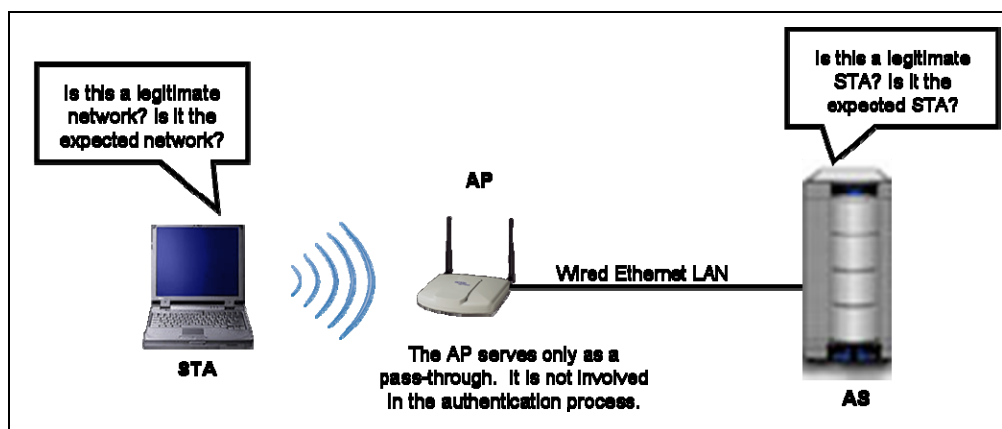 Is this a legitimate
network? Is it the
expected network?
Is this a legitimate
STA? Is it the
expected STA?
AP
Wired Ethernet LAN
STA
The AP serves only as a
pass-through. It is not involved
in the authentication process.
AS